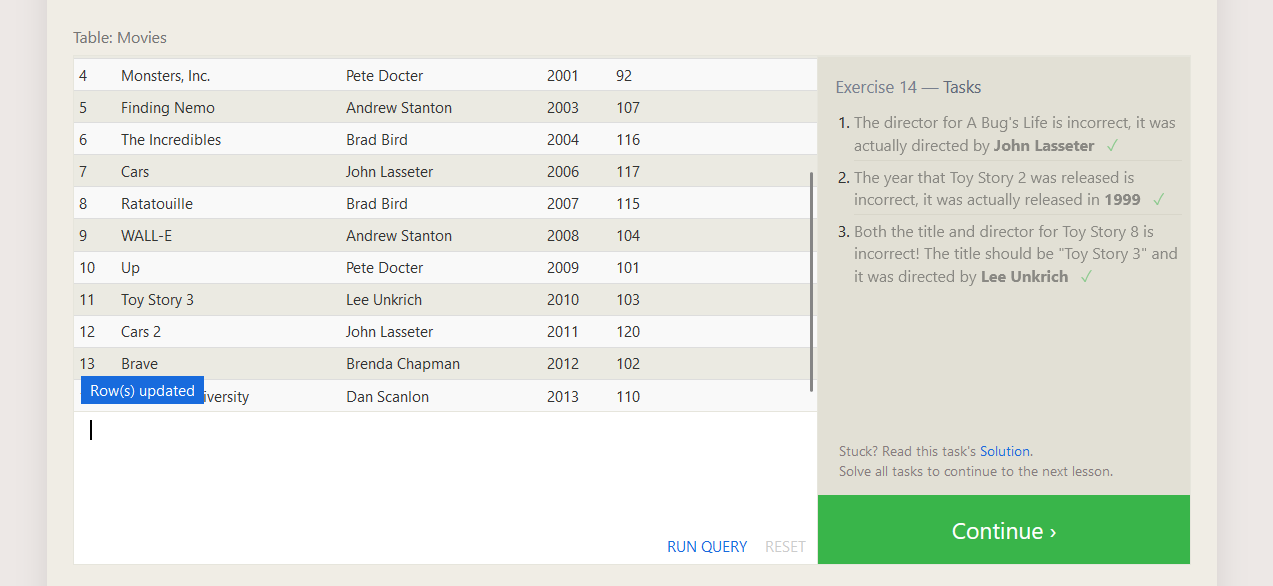 Table: Movies
4 Monsters, Inc. Pete Docter 2001 92
5 Finding Nemo Andrew Stanton 2003 107
6 The Incredibles Brad Bird 2004 116
7 Cars John Lasseter 2006 117
8 Ratatouille Brad Bird 2007 115
9 WALL-E Andrew Stanton 2008 104
10 Up Pete Docter 2009 101
11 Toy Story 3 Lee Unkrich 2010 103
12 Cars 2 John Lasseter 2011 120
13 Brave Brenda Chapman 2012 102
Row(s) updated
iversity Dan Scanlon 2013 110
RUN QUERY RESET
Exercise 14 — Tasks
1. The director for A Bug's Life is incorrect, it was
actually directed by John Lasseter ✓
2. The year that Toy Story 2 was released is
incorrect, it was actually released in 1999 ✓
3. Both the title and director for Toy Story 8 is
incorrect! The title should be "Toy Story 3" and
it was directed by Lee Unkrich ✓
Stuck? Read this task's Solution.
Solve all tasks to continue to the next lesson.
Continue ›